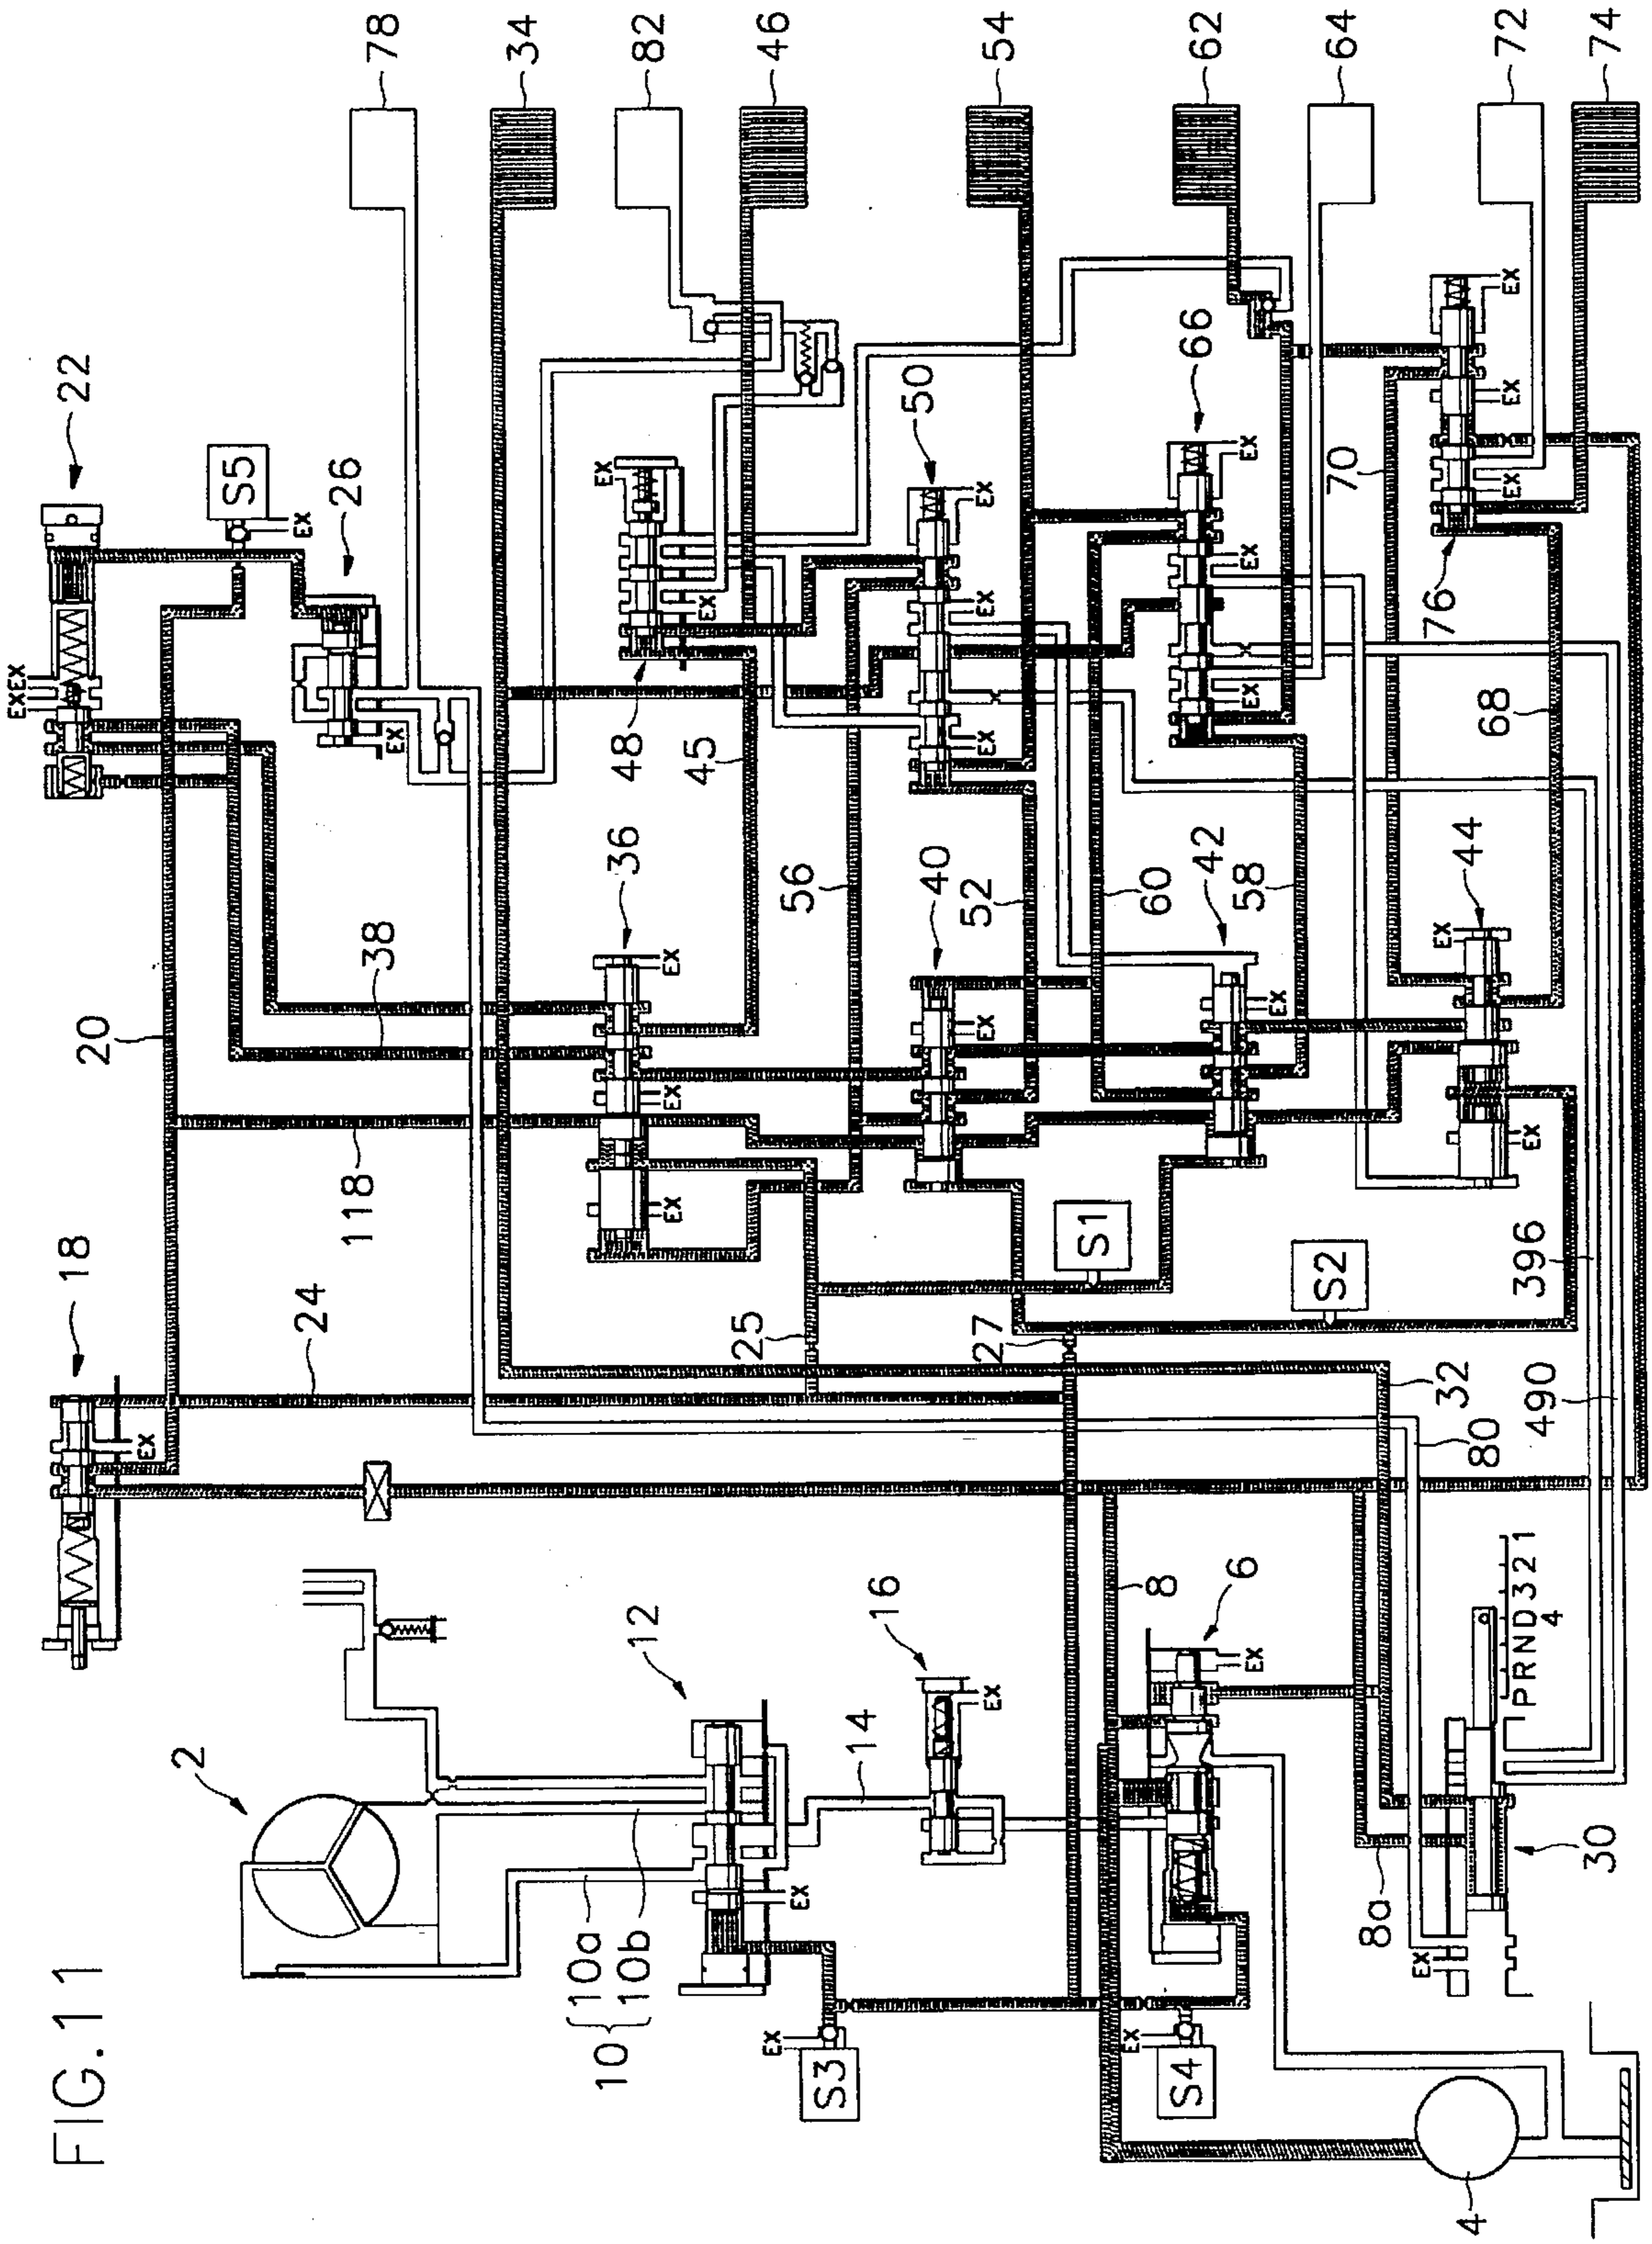 FIG.11
78
34
82
46
54
62
64
72
74
22
S5
EX
26
EXEX
EX
EX
50
66
EX
EX
EX
EX
EX
EX
EX
EX
EX
EX
EX
70
76
48
45
68
20
38
36
56
40
52
60
42
58
44
EX
EX
EX
EX
EX
EX
EX
118
18
24
25
S1
27
S2
396
32
80
490
EX
2
12
16
14
8
6
EX
EX
PRND321
4
10
10a
10b
EX
EX
S3
EX
S4
8a
30
EX
4